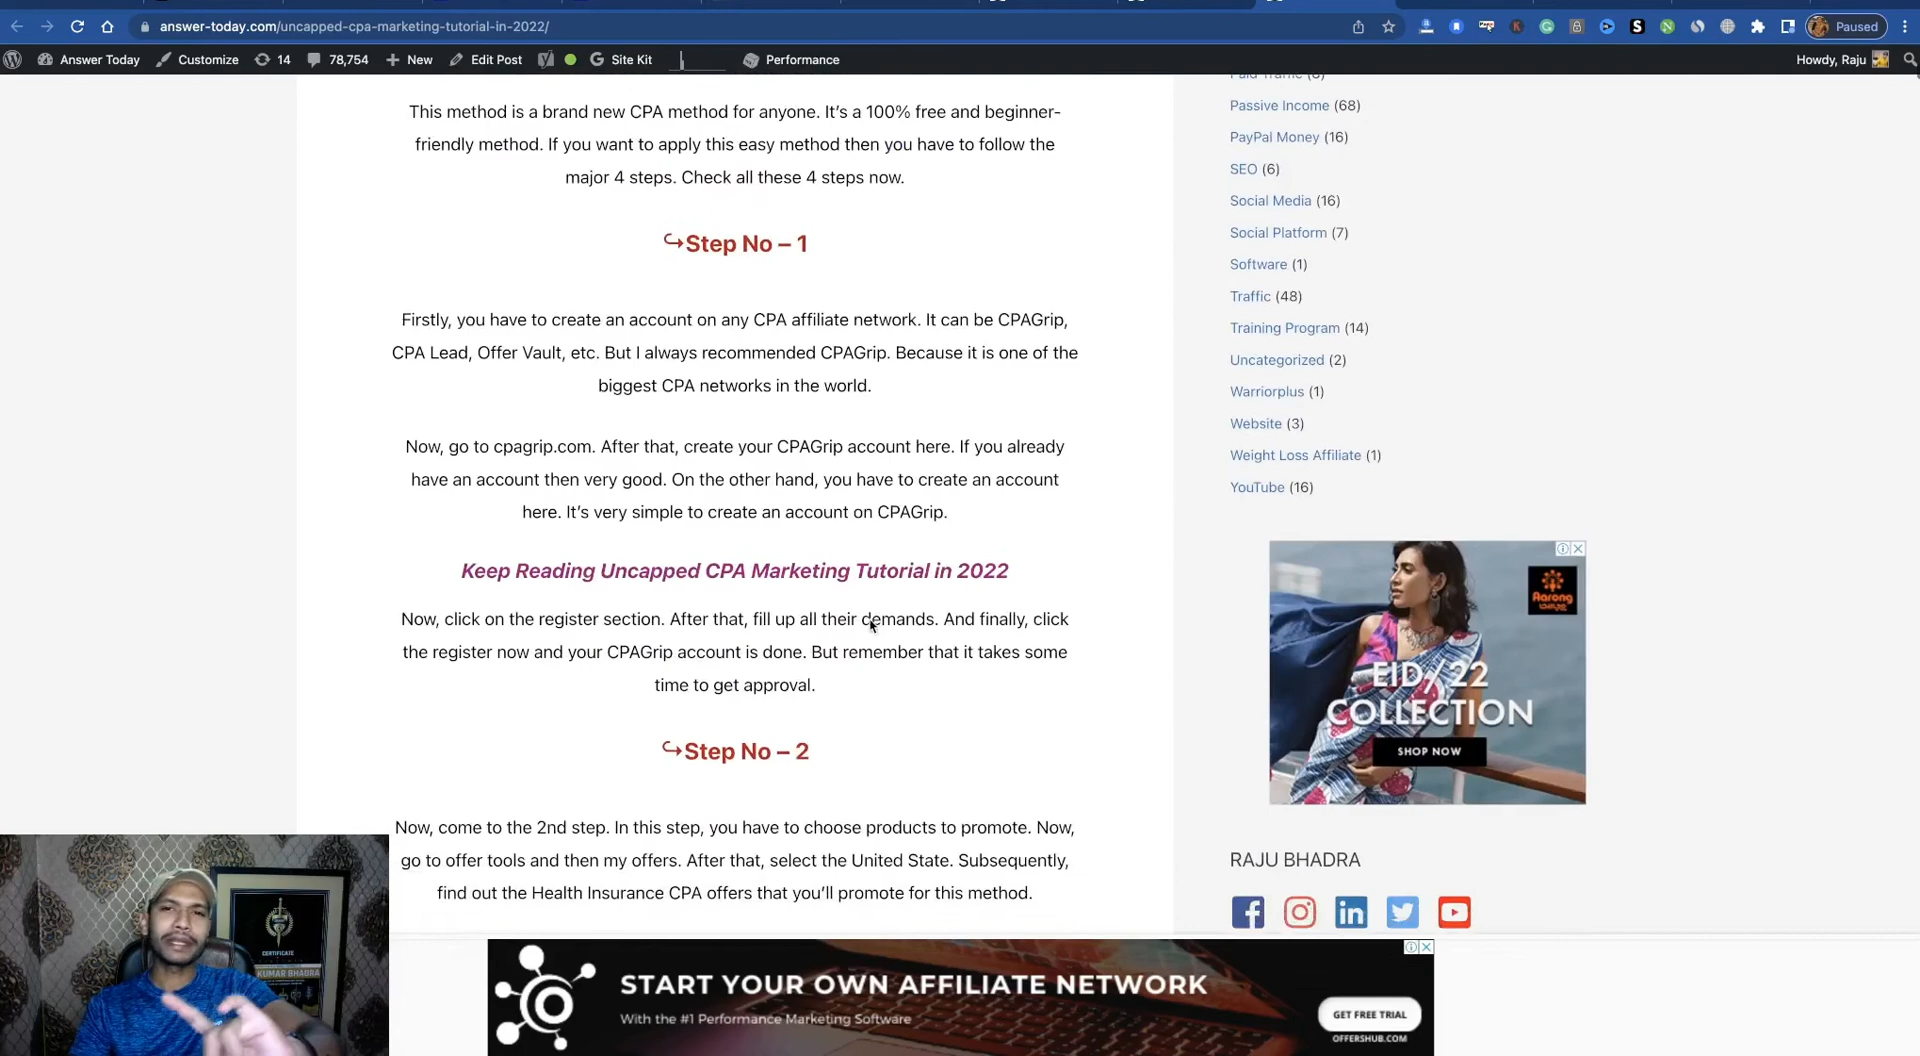 answer-today.com/uncapped-cpa-marketing-tutorial-in-2022/
Paused
Answer Today
Customize
14
78,754
New
Edit Post
Site Kit
Performance
Howdy, Raju
This method is a brand new CPA method for anyone. It's a 100% free and beginner-
friendly method. If you want to apply this easy method then you have to follow the
major 4 steps. Check all these 4 steps now.
↪Step No – 1
Firstly, you have to create an account on any CPA affiliate network. It can be CPAGrip,
CPA Lead, Offer Vault, etc. But I always recommended CPAGrip. Because it is one of the
biggest CPA networks in the world.
Now, go to cpagrip.com. After that, create your CPAGrip account here. If you already
have an account then very good. On the other hand, you have to create an account
here. It's very simple to create an account on CPAGrip.
Keep Reading Uncapped CPA Marketing Tutorial in 2022
Now, click on the register section. After that, fill up all their demands. And finally, click
the register now and your CPAGrip account is done. But remember that it takes some
time to get approval.
↪Step No – 2
Now, come to the 2nd step. In this step, you have to choose products to promote. Now,
go to offer tools and then my offers. After that, select the United State. Subsequently,
find out the Health Insurance CPA offers that you'll promote for this method.
Passive Income (68)
PayPal Money (16)
SEO (6)
Social Media (16)
Social Platform (7)
Software (1)
Traffic (48)
Training Program (14)
Uncategorized (2)
Warriorplus (1)
Website (3)
Weight Loss Affiliate (1)
YouTube (16)
Aarong
EID/22
COLLECTION
SHOP NOW
RAJU BHADRA
CERTIFICATE
KUMAR BHADRA
START YOUR OWN AFFILIATE NETWORK
With the #1 Performance Marketing Software
GET FREE TRIAL
OFFERSHUB.COM